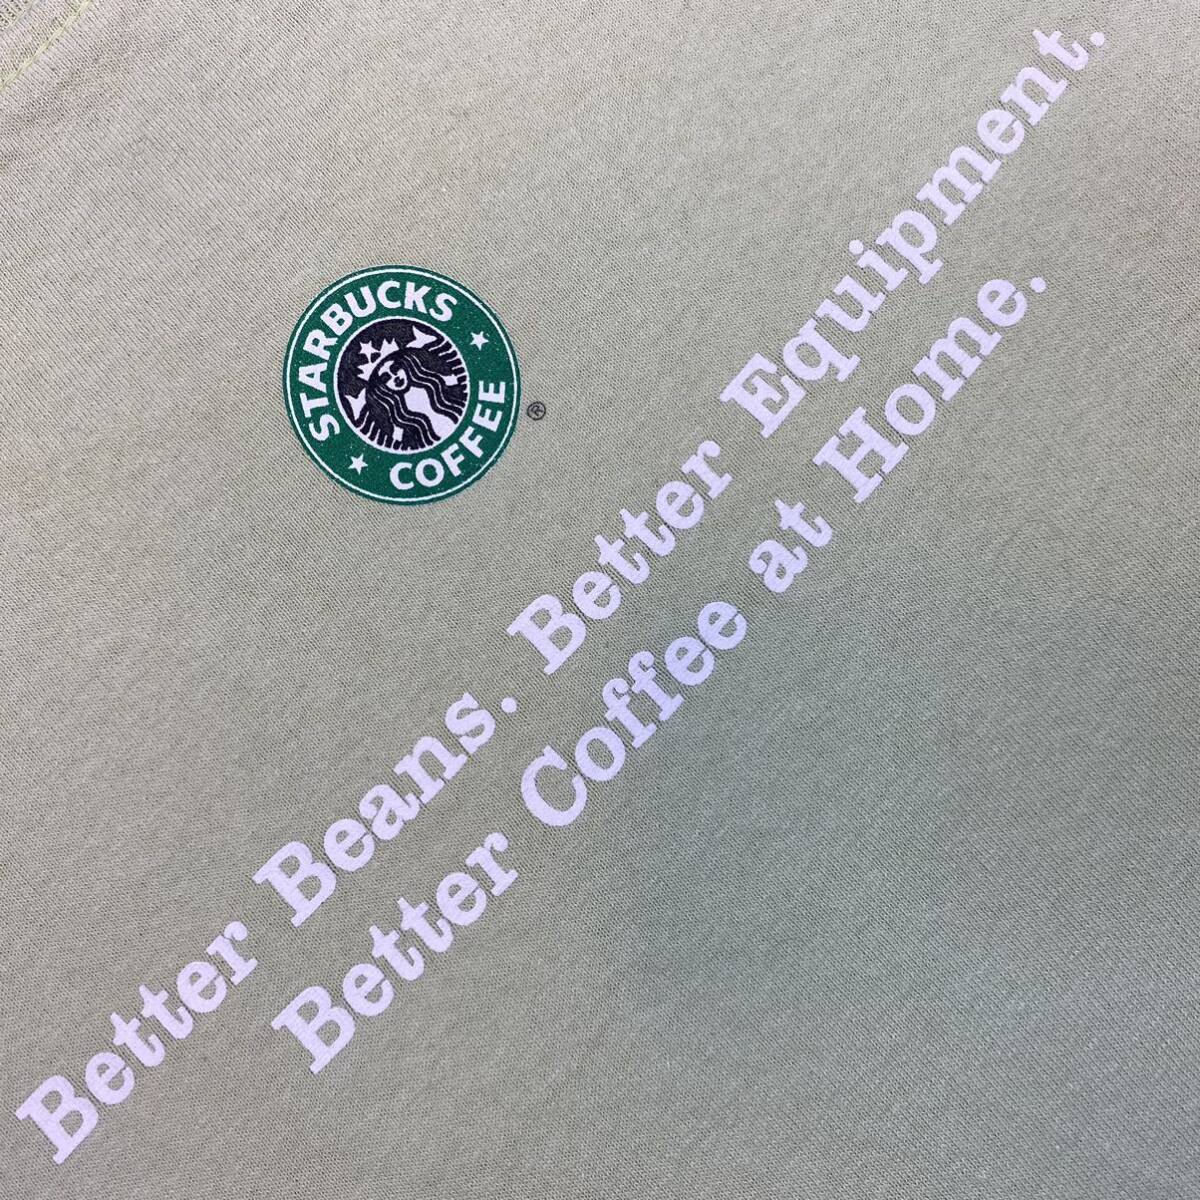 STARBUCKS
COFFEE
®
Better Beans. Better Equipment.
Better Coffee at Home.